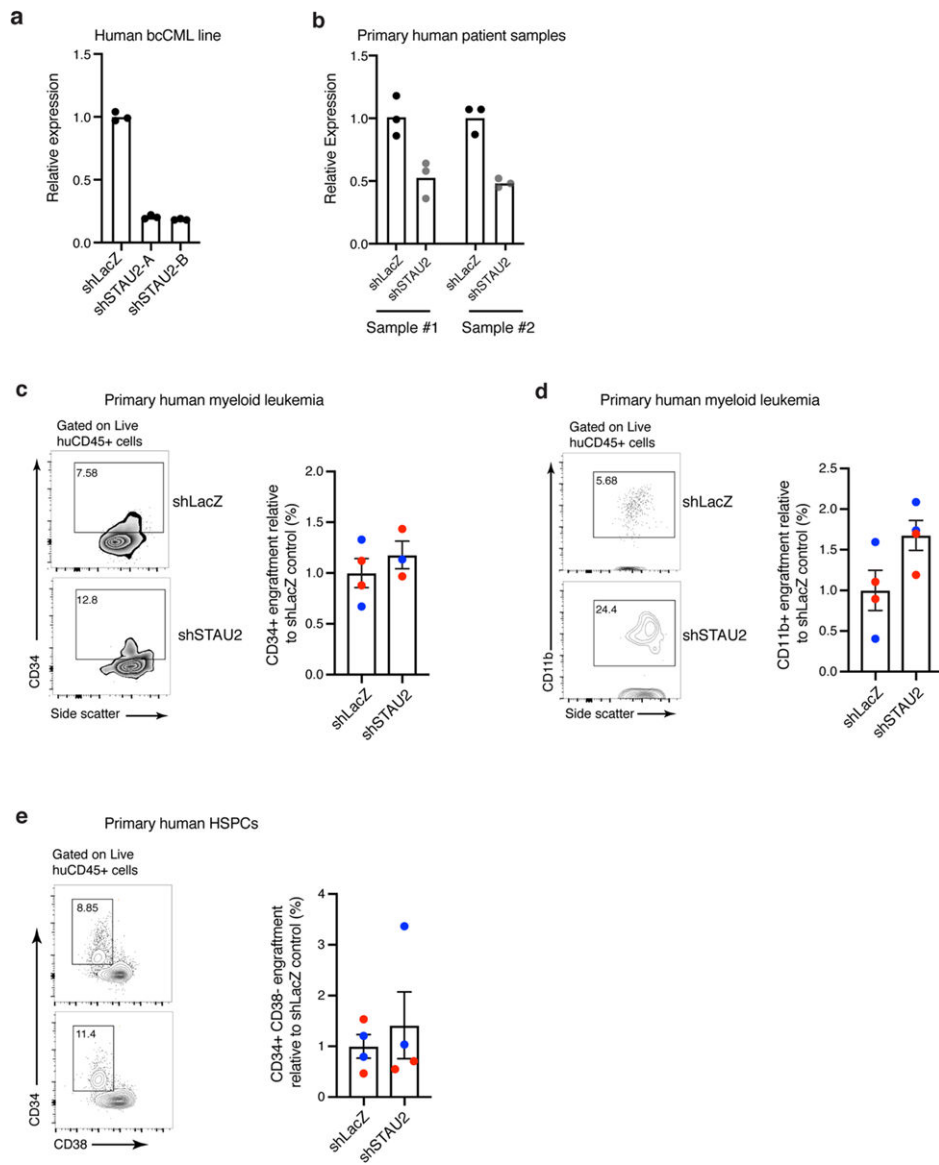 a
Human bcCML line
Relative expression
1.5
1.0
0.5
0.0
shLacZ
shSTAU2-A
shSTAU2-B
b
Primary human patient samples
Relative Expression
1.5
1.0
0.5
0.0
shLacZ
shSTAU2
shLacZ
shSTAU2
Sample #1
Sample #2
c
Primary human myeloid leukemia
Gated on Live
huCD45+ cells
7.58
shLacZ
12.8
shSTAU2
CD34
Side scatter
CD34+ engraftment relative
to shLacZ control (%)
2.0
1.5
1.0
0.5
0.0
shLacZ
shSTAU2
d
Primary human myeloid leukemia
Gated on Live
huCD45+ cells
5.68
shLacZ
24.4
shSTAU2
CD11b
Side scatter
CD11b+ engraftment relative
to shLacZ control (%)
2.5
2.0
1.5
1.0
0.5
0.0
shLacZ
shSTAU2
e
Primary human HSPCs
Gated on Live
huCD45+ cells
8.85
11.4
CD34
CD38
CD34+ CD38- engraftment
relative to shLacZ control (%)
4
3
2
1
0
shLacZ
shSTAU2